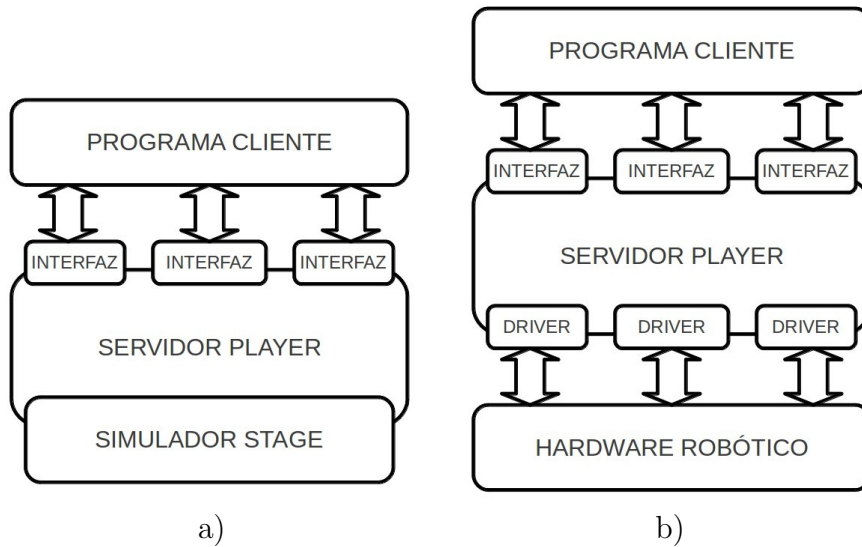 PROGRAMA CLIENTE
INTERFAZ INTERFAZ INTERFAZ
SERVIDOR PLAYER
SIMULADOR STAGE
a)
PROGRAMA CLIENTE
INTERFAZ INTERFAZ INTERFAZ
SERVIDOR PLAYER
DRIVER DRIVER DRIVER
HARDWARE ROBÓTICO
b)